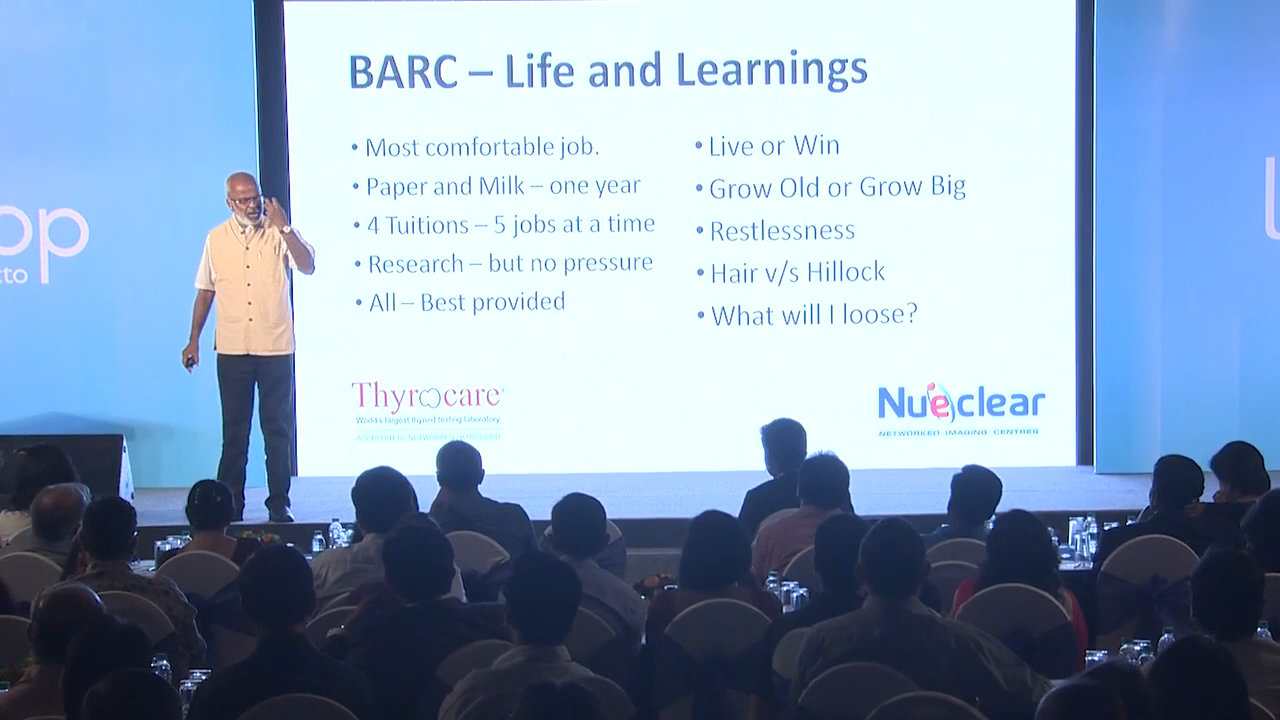 BARC – Life and Learnings
• Most comfortable job.
• Paper and Milk – one year
• 4 Tuitions – 5 jobs at a time
• Research – but no pressure
• All – Best provided
• Live or Win
• Grow Old or Grow Big
• Restlessness
• Hair v/s Hillock
• What will I loose?
Thyrocare
World's largest thyroid testing laboratory
Nueclear
NETWORKED IMAGING CENTRES